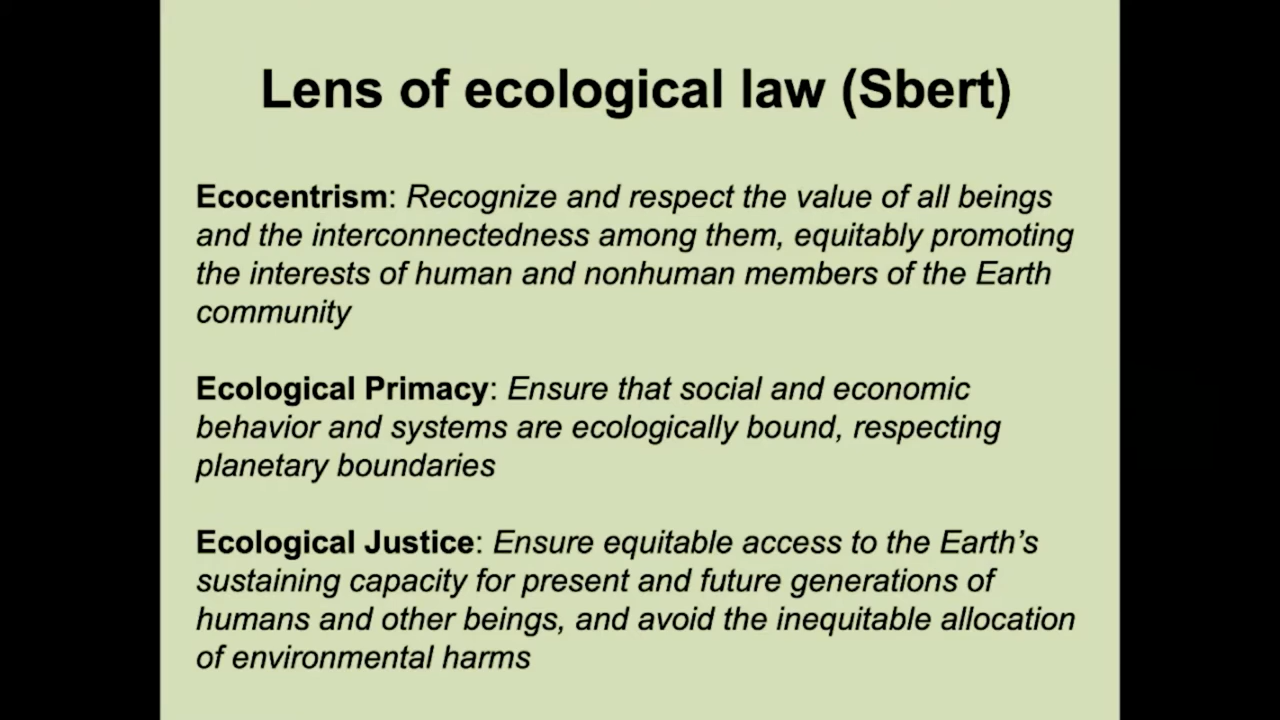 Lens of ecological law (Sbert)
Ecocentrism: Recognize and respect the value of all beings
and the interconnectedness among them, equitably promoting
the interests of human and nonhuman members of the Earth
community
Ecological Primacy: Ensure that social and economic
behavior and systems are ecologically bound, respecting
planetary boundaries
Ecological Justice: Ensure equitable access to the Earth’s
sustaining capacity for present and future generations of
humans and other beings, and avoid the inequitable allocation
of environmental harms